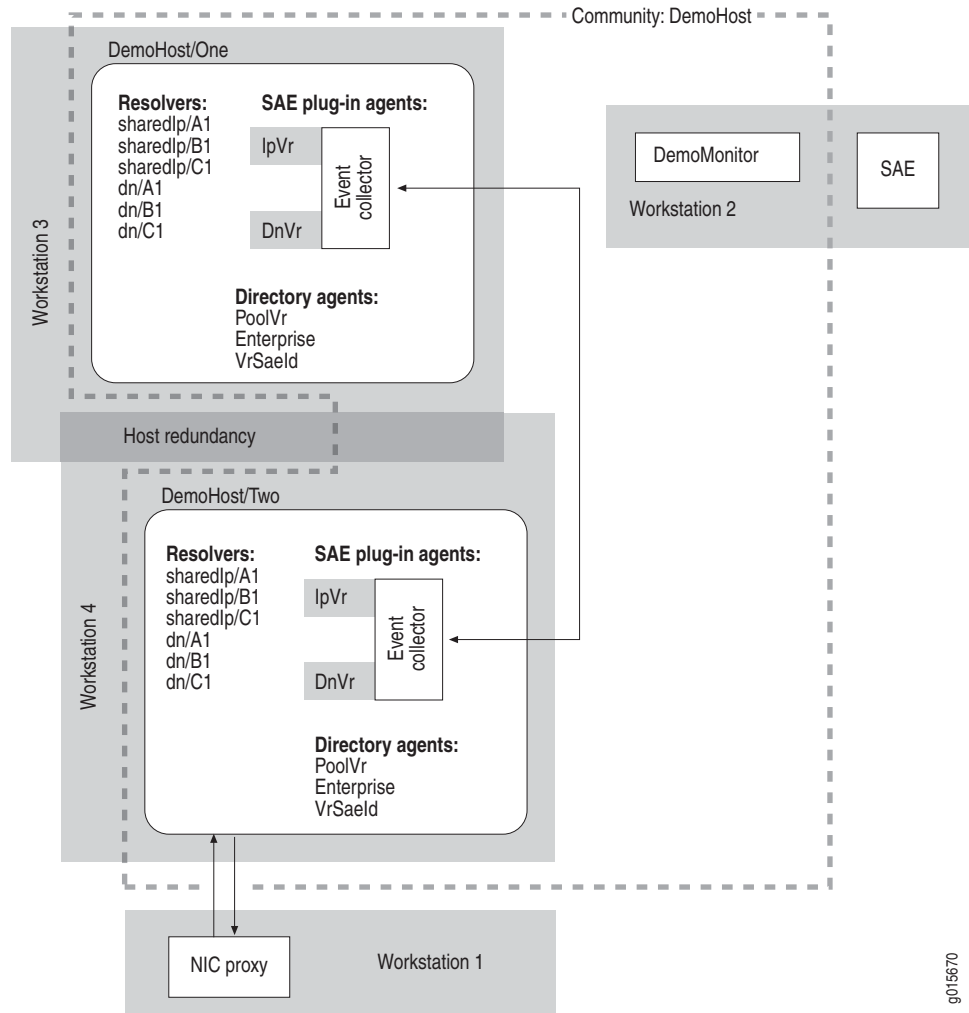 Community: DemoHost
DemoHost/One
Resolvers:
sharedIp/A1
sharedIp/B1
sharedIp/C1
dn/A1
dn/B1
dn/C1
SAE plug-in agents:
IpVr
DnVr
Event
collector
Directory agents:
PoolVr
Enterprise
VrSaeId
Workstation 3
DemoMonitor
Workstation 2
SAE
Host redundancy
DemoHost/Two
Resolvers:
sharedIp/A1
sharedIp/B1
sharedIp/C1
dn/A1
dn/B1
dn/C1
SAE plug-in agents:
IpVr
DnVr
Event
collector
Directory agents:
PoolVr
Enterprise
VrSaeId
Workstation 4
NIC proxy
Workstation 1
g015670